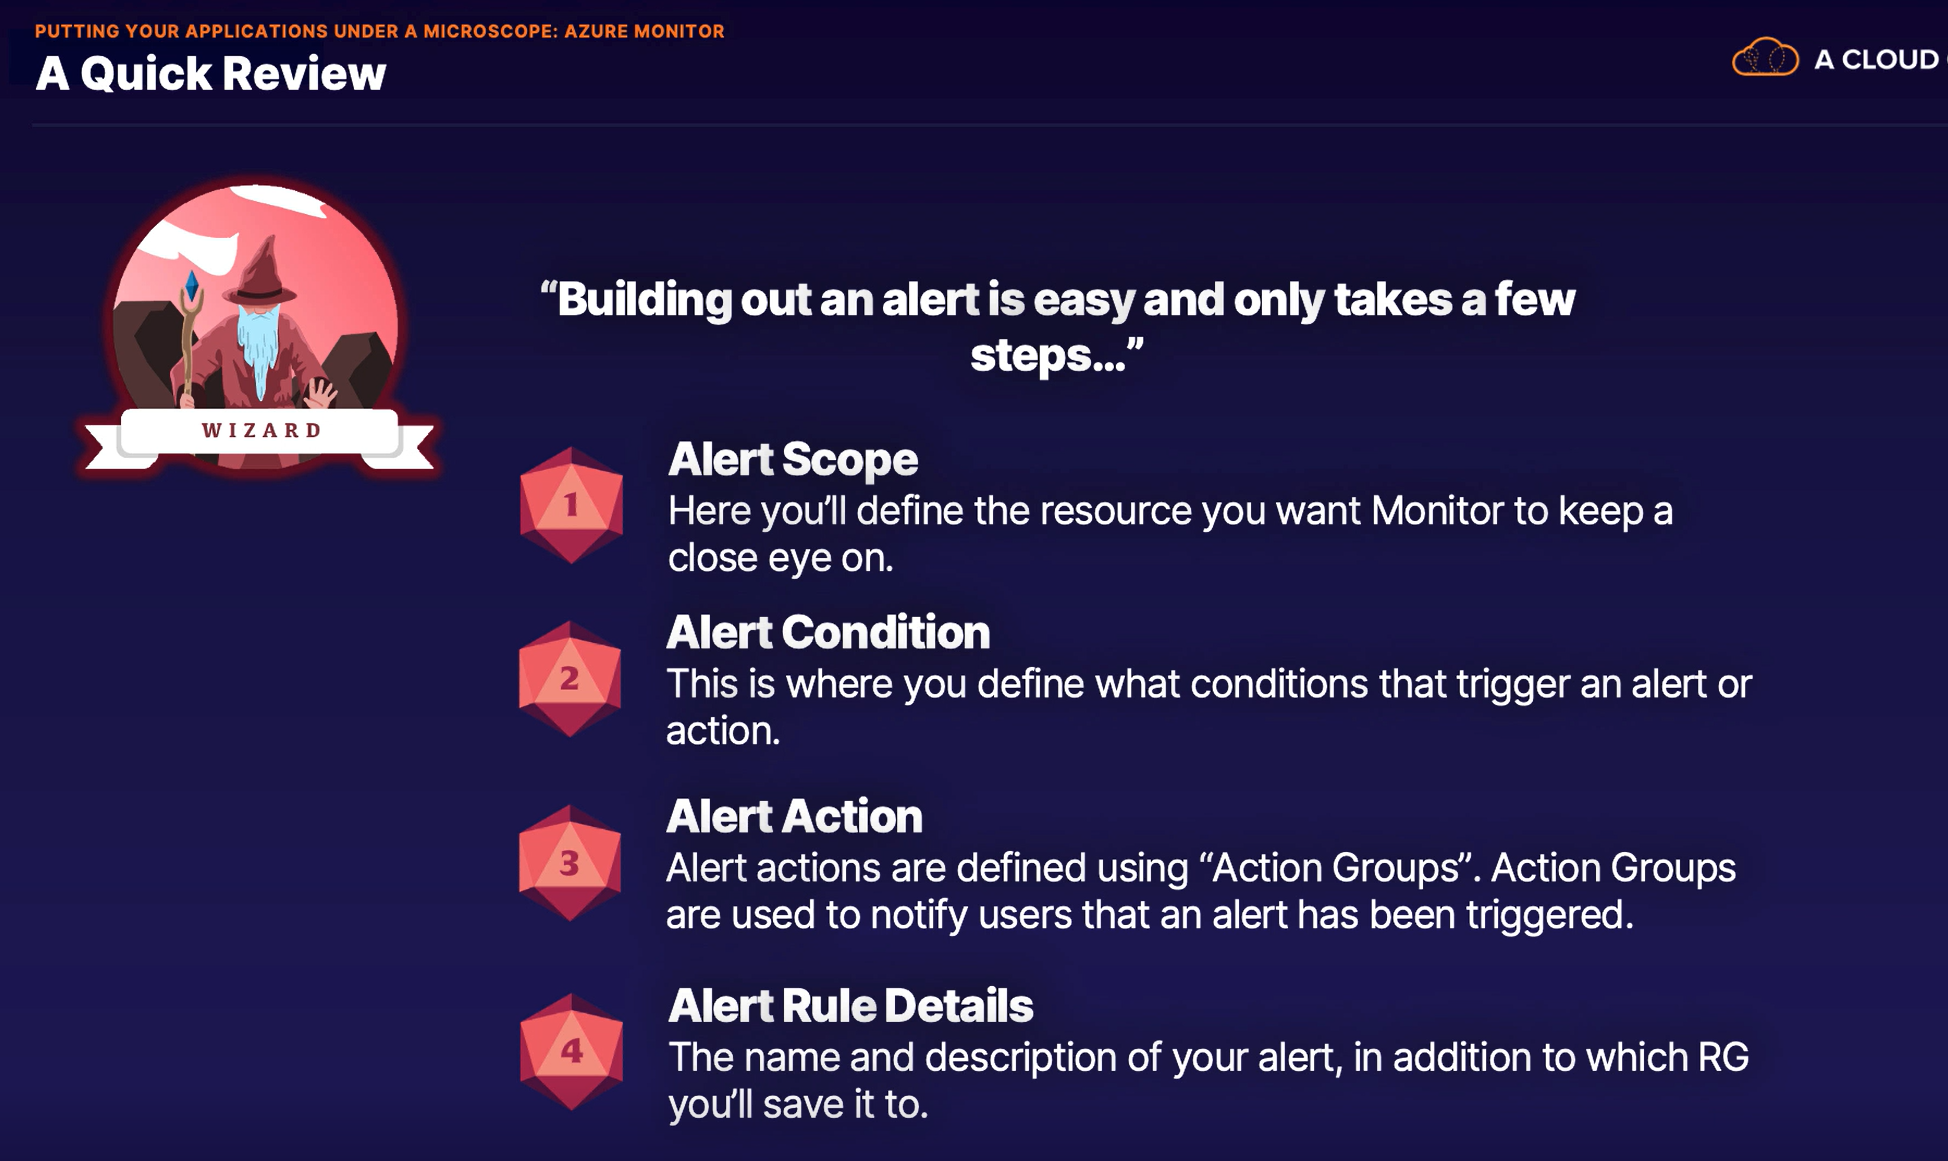 PUTTING YOUR APPLICATIONS UNDER A MICROSCOPE: AZURE MONITOR
A Quick Review
A CLOUD
WIZARD
“Building out an alert is easy and only takes a few
steps...”
1
Alert Scope
Here you’ll define the resource you want Monitor to keep a
close eye on.
2
Alert Condition
This is where you define what conditions that trigger an alert or
action.
3
Alert Action
Alert actions are defined using “Action Groups”. Action Groups
are used to notify users that an alert has been triggered.
4
Alert Rule Details
The name and description of your alert, in addition to which RG
you’ll save it to.